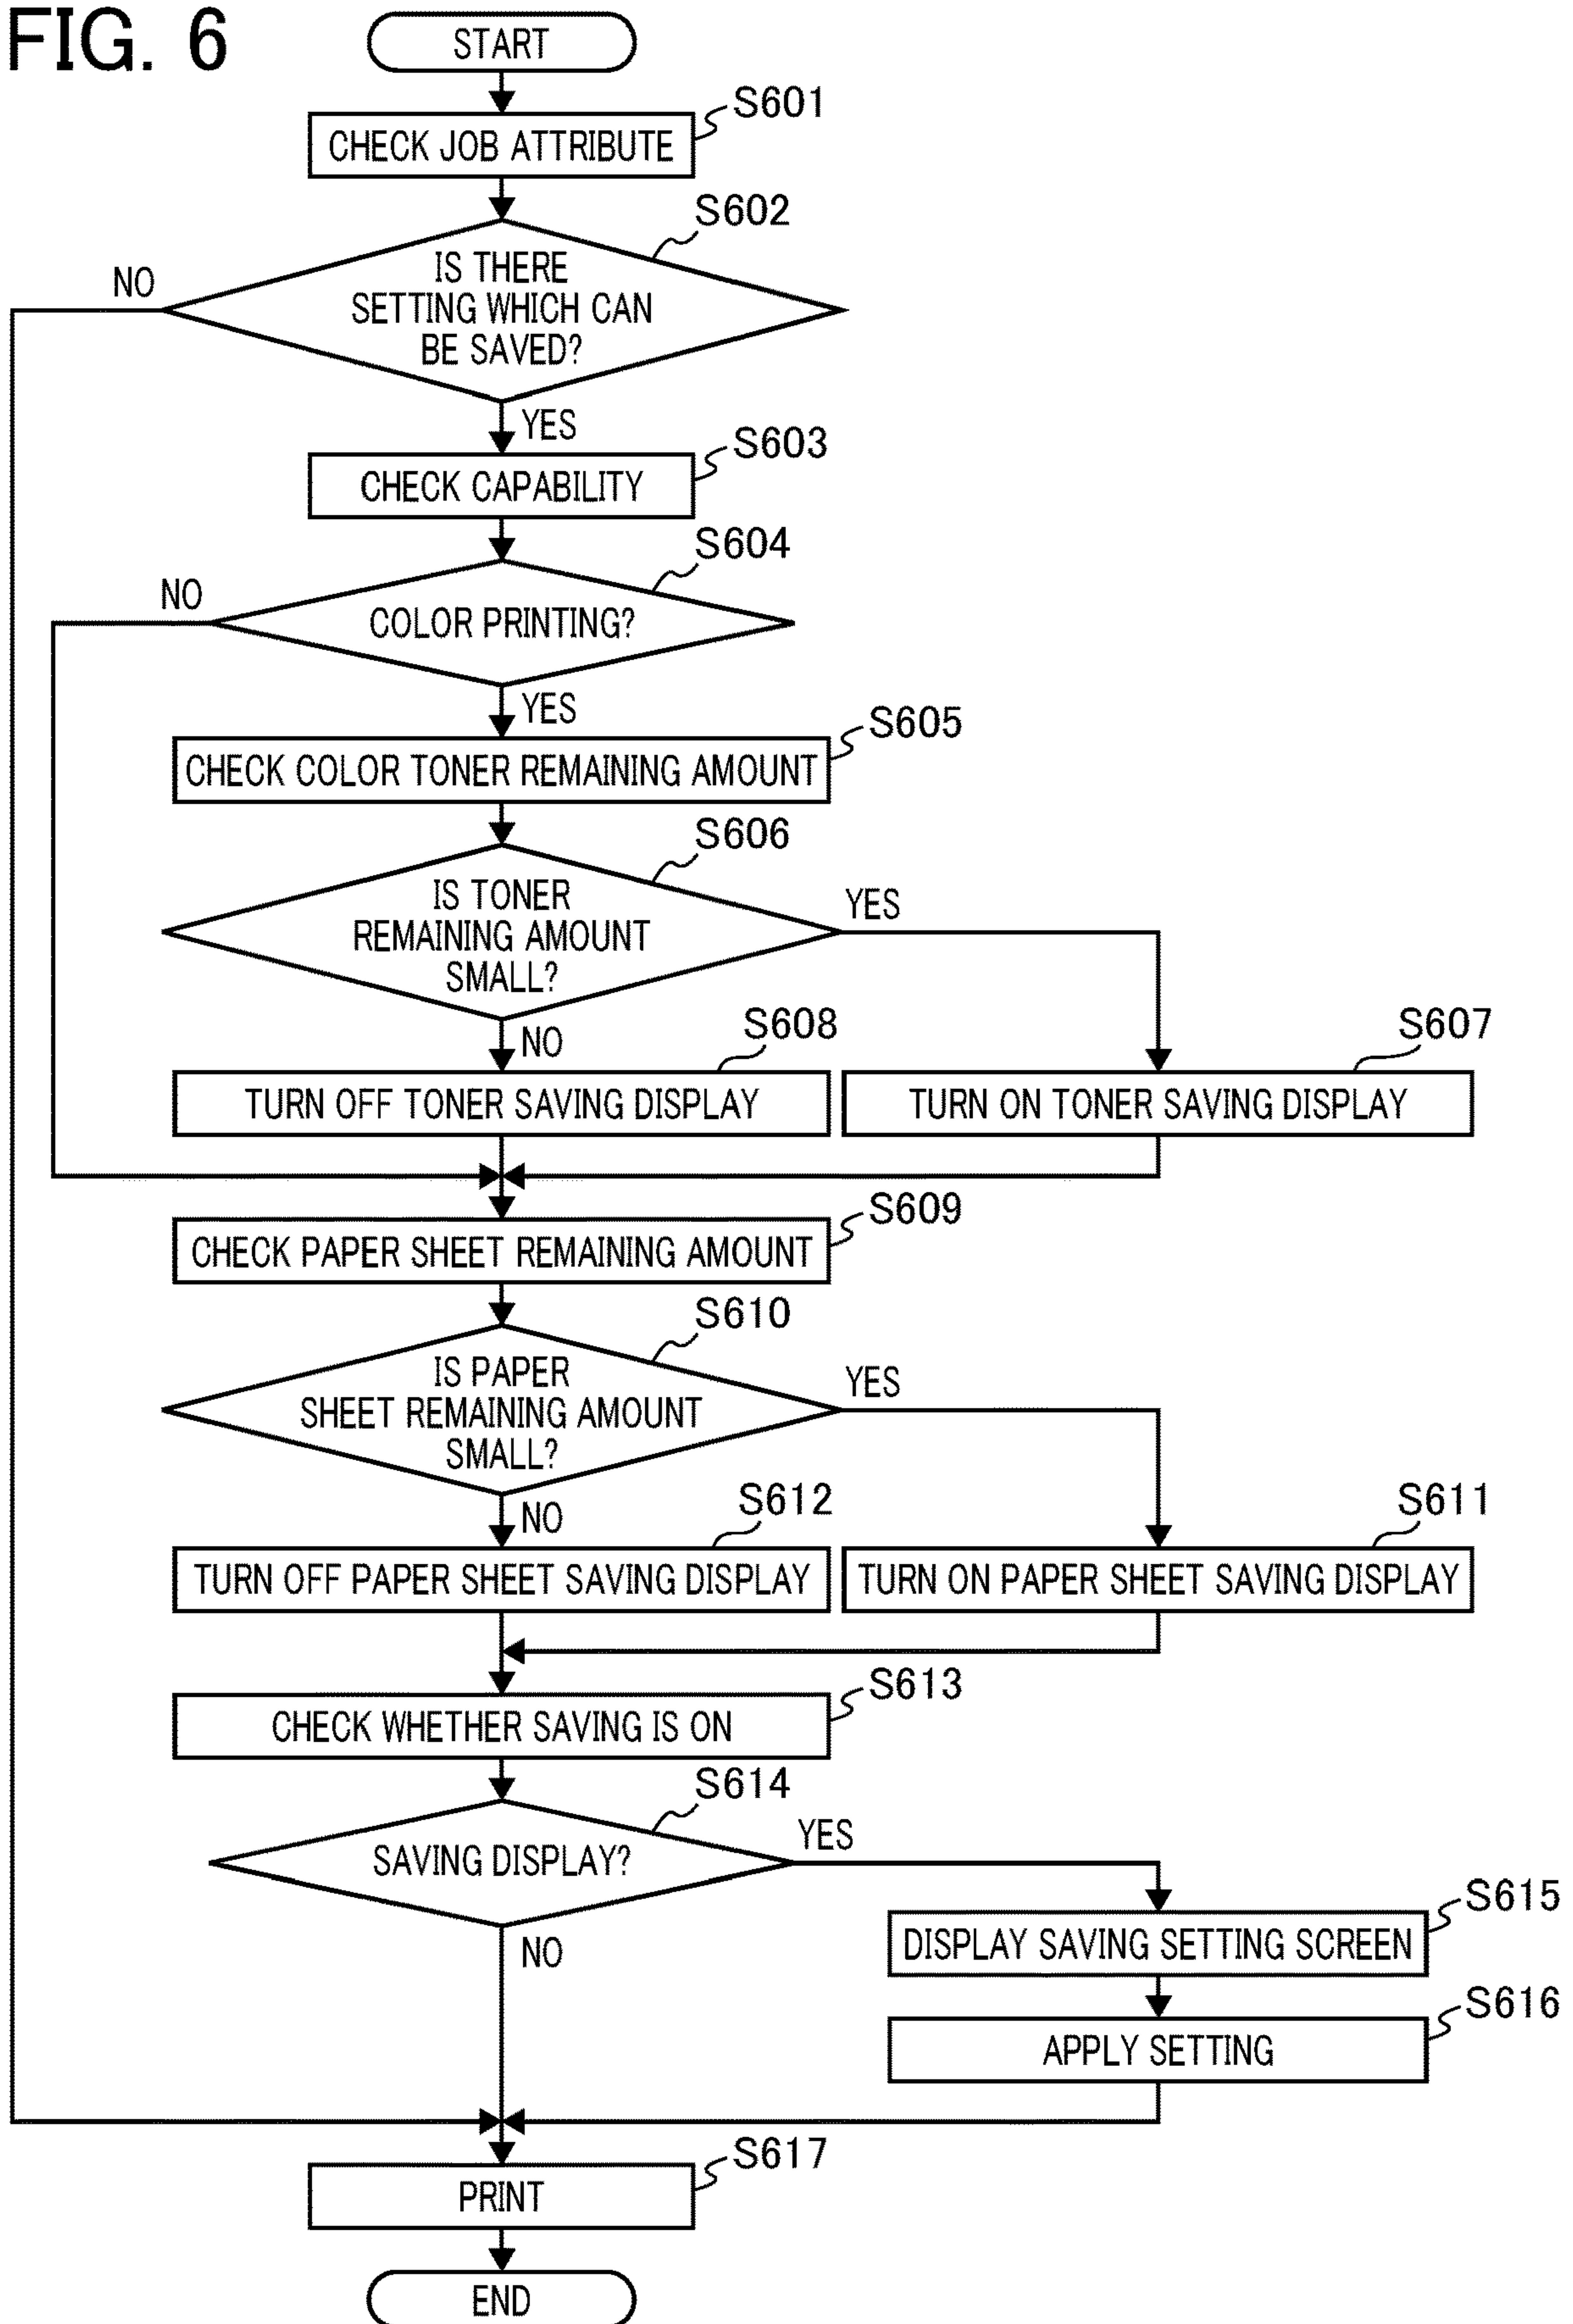 FIG. 6
START
S601
CHECK JOB ATTRIBUTE
S602
IS THERE
SETTING WHICH CAN
BE SAVED?
NO
YES
S603
CHECK CAPABILITY
S604
NO
COLOR PRINTING?
YES
S605
CHECK COLOR TONER REMAINING AMOUNT
S606
IS TONER
REMAINING AMOUNT
SMALL?
YES
NO
S608
S607
TURN OFF TONER SAVING DISPLAY
TURN ON TONER SAVING DISPLAY
S609
CHECK PAPER SHEET REMAINING AMOUNT
S610
IS PAPER
SHEET REMAINING AMOUNT
SMALL?
YES
NO
S612
S611
TURN OFF PAPER SHEET SAVING DISPLAY
TURN ON PAPER SHEET SAVING DISPLAY
S613
CHECK WHETHER SAVING IS ON
S614
SAVING DISPLAY?
YES
NO
S615
DISPLAY SAVING SETTING SCREEN
S616
APPLY SETTING
S617
PRINT
END